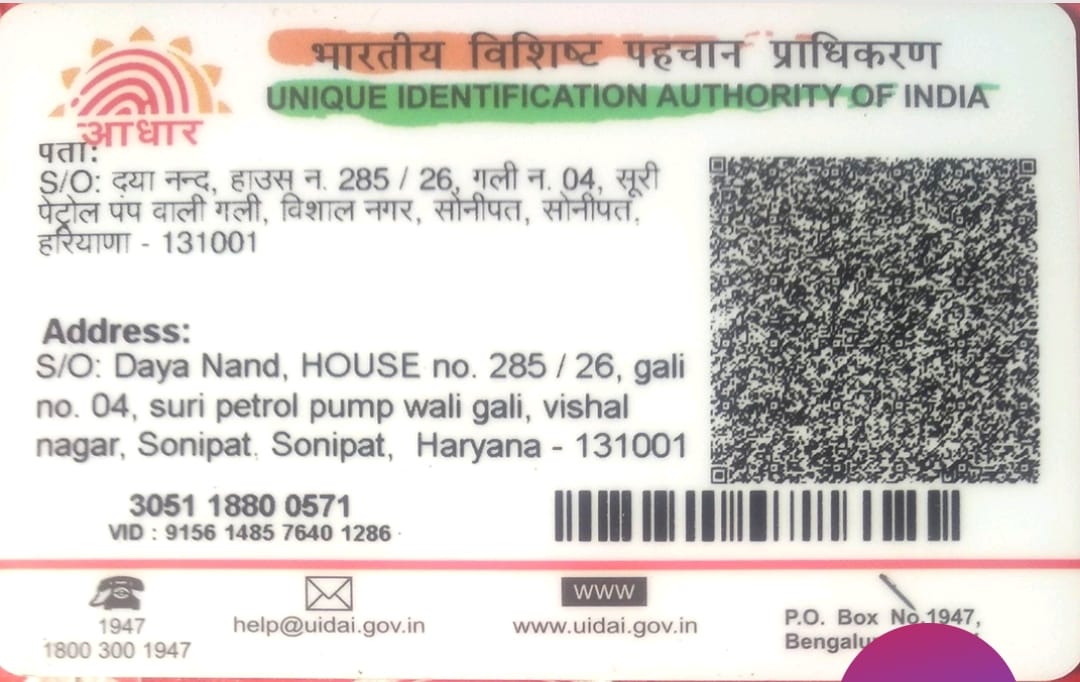 भारतीय विशिष्ट पहचान प्राधिकरण
UNIQUE IDENTIFICATION AUTHORITY OF INDIA
आधार
पता:
S/O: दया नन्द, हाउस न. 285 / 26, गली न. 04, सूरी
पेट्रोल पंप वाली गली, विशाल नगर, सोनीपत, सोनीपत,
हरियाणा - 131001
Address:
S/O: Daya Nand, HOUSE no. 285 / 26, gali
no. 04, suri petrol pump wali gali, vishal
nagar, Sonipat, Sonipat, Haryana - 131001
3051 1880 0571
VID : 9156 1485 7640 1286
1947
1800 300 1947
help@uidai.gov.in
WWW
www.uidai.gov.in
P.O. Box No.1947,